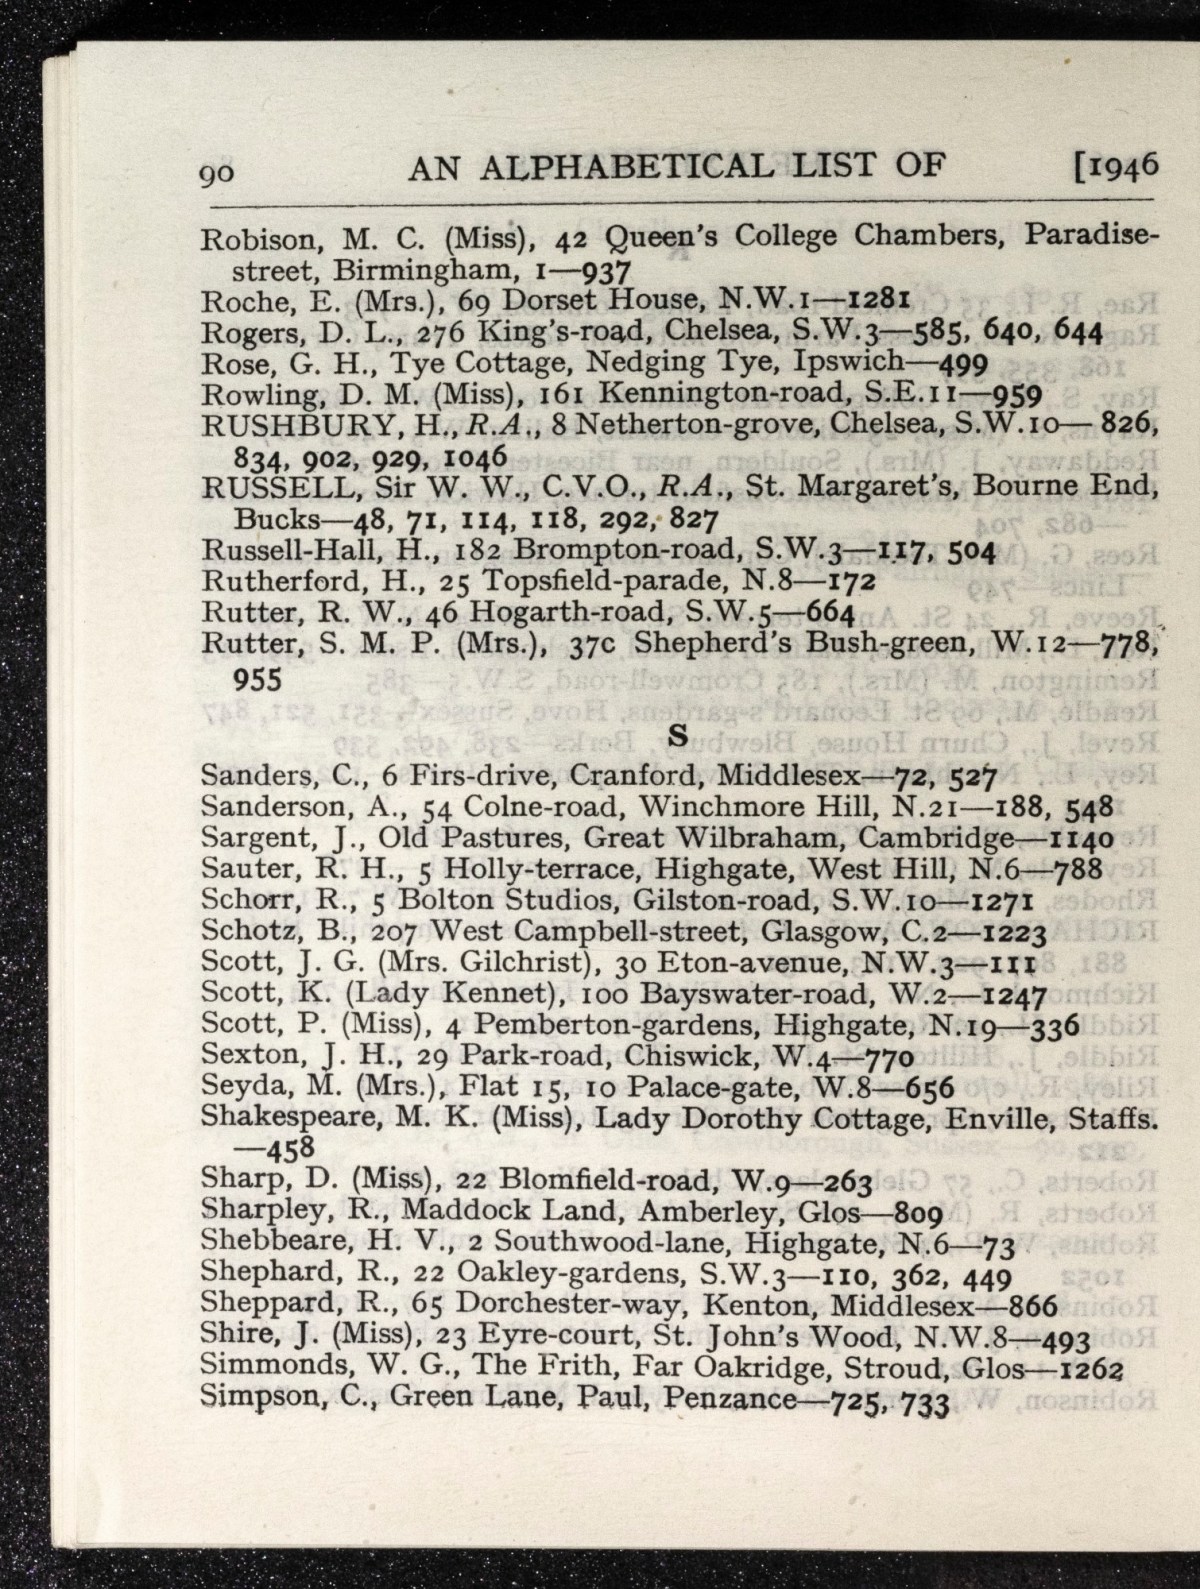 90 AN ALPHABETICAL LIST OF [1946
Robison, M. C. (Miss), 42 Queen's College Chambers, Paradise-
street, Birmingham, 1—937
Roche, E. (Mrs.), 69 Dorset House, N.W.1—1281
Rogers, D. L., 276 King's-road, Chelsea, S.W.3—585, 640, 644
Rose, G. H., Tye Cottage, Nedging Tye, Ipswich—499
Rowling, D. M. (Miss), 161 Kennington-road, S.E.11—959
RUSHBURY, H., R.A., 8 Netherton-grove, Chelsea, S.W.10— 826,
834, 902, 929, 1046
RUSSELL, Sir W. W., C.V.O., R.A., St. Margaret's, Bourne End,
Bucks—48, 71, 114, 118, 292, 827
Russell-Hall, H., 182 Brompton-road, S.W.3—117, 504
Rutherford, H., 25 Topsfield-parade, N.8—172
Rutter, R. W., 46 Hogarth-road, S.W.5—664
Rutter, S. M. P. (Mrs.), 37c Shepherd's Bush-green, W.12—778,
955
S
Sanders, C., 6 Firs-drive, Cranford, Middlesex—72, 527
Sanderson, A., 54 Colne-road, Winchmore Hill, N.21—188, 548
Sargent, J., Old Pastures, Great Wilbraham, Cambridge—1140
Sauter, R. H., 5 Holly-terrace, Highgate, West Hill, N.6—788
Schorr, R., 5 Bolton Studios, Gilston-road, S.W.10—1271
Schotz, B., 207 West Campbell-street, Glasgow, C.2—1223
Scott, J. G. (Mrs. Gilchrist), 30 Eton-avenue, N.W.3—111
Scott, K. (Lady Kennet), 100 Bayswater-road, W.2—1247
Scott, P. (Miss), 4 Pemberton-gardens, Highgate, N.19—336
Sexton, J. H., 29 Park-road, Chiswick, W.4—770
Seyda, M. (Mrs.), Flat 15, 10 Palace-gate, W.8—656
Shakespeare, M. K. (Miss), Lady Dorothy Cottage, Enville, Staffs.
—458
Sharp, D. (Miss), 22 Blomfield-road, W.9—263
Sharpley, R., Maddock Land, Amberley, Glos—809
Shebbeare, H. V., 2 Southwood-lane, Highgate, N.6—73
Shephard, R., 22 Oakley-gardens, S.W.3—110, 362, 449
Sheppard, R., 65 Dorchester-way, Kenton, Middlesex—866
Shire, J. (Miss), 23 Eyre-court, St. John's Wood, N.W.8—493
Simmonds, W. G., The Frith, Far Oakridge, Stroud, Glos—1262
Simpson, C., Green Lane, Paul, Penzance—725, 733